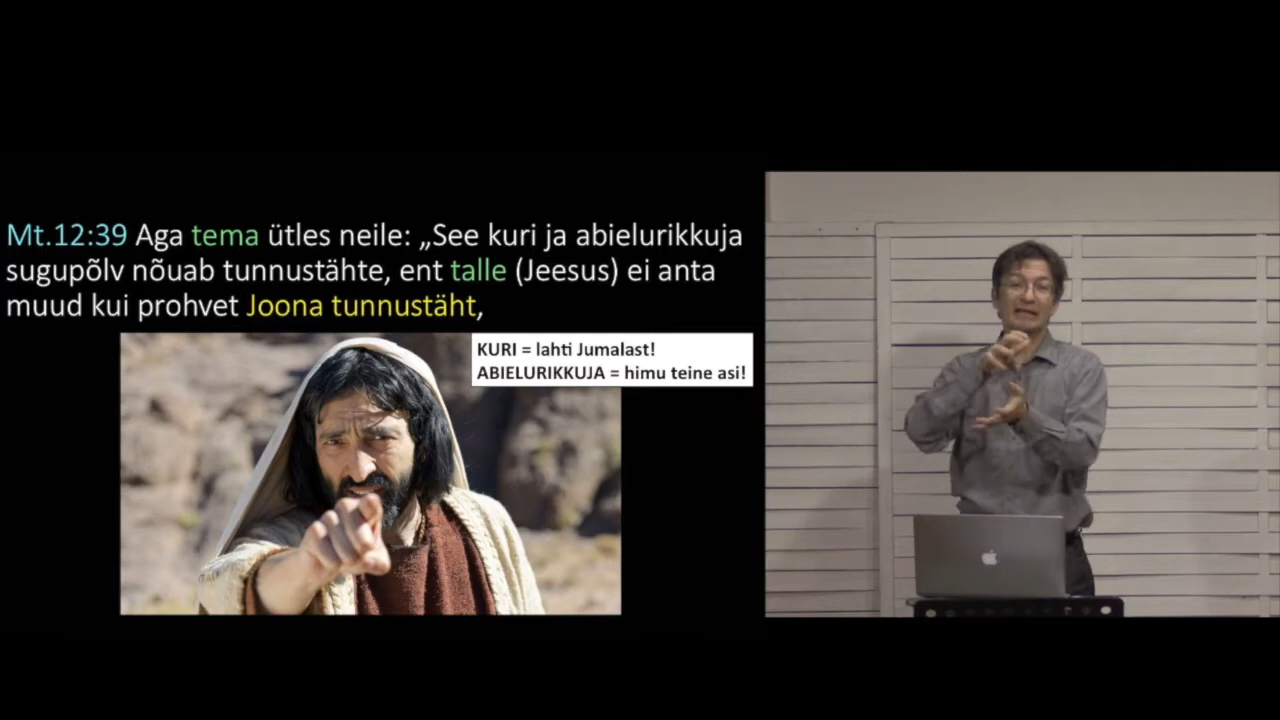 Mt.12:39 Aga tema ütles neile: „See kuri ja abielurikkuja
sugupõlv nõuab tunnustähte, ent talle (Jeesus) ei anta
muud kui prohvet Joona tunnustäht,
KURI = lahti Jumalast!
ABIELURIKKUJA = himu teine asi!